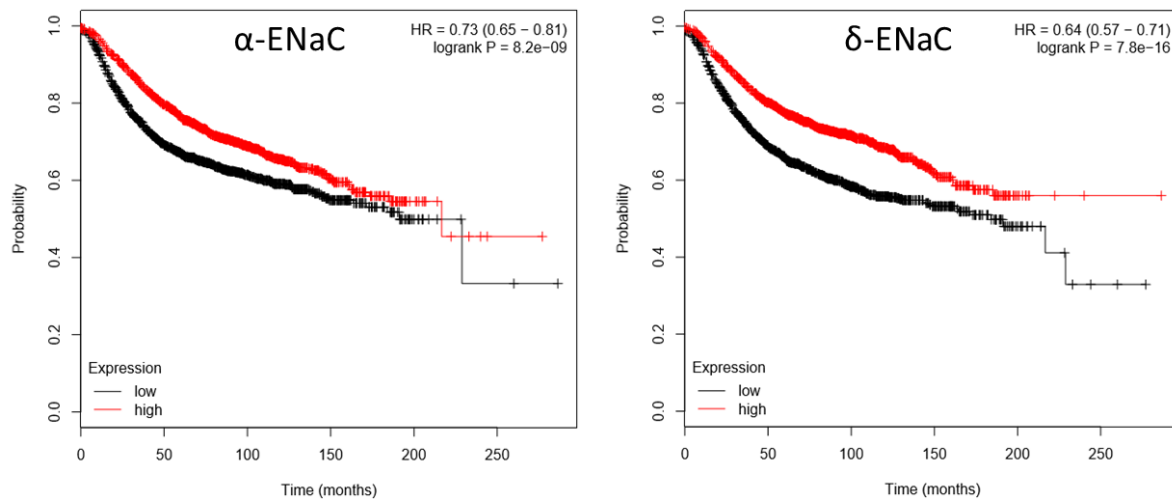 α-ENaC
HR = 0.73 (0.65 − 0.81)
logrank P = 8.2e−09
Probability
1.0
0.8
0.6
0.4
0.2
0.0
Expression
low
high
0 50 100 150 200 250
Time (months)
δ-ENaC
HR = 0.64 (0.57 − 0.71)
logrank P = 7.8e−16
Probability
1.0
0.8
0.6
0.4
0.2
0.0
Expression
low
high
0 50 100 150 200 250
Time (months)